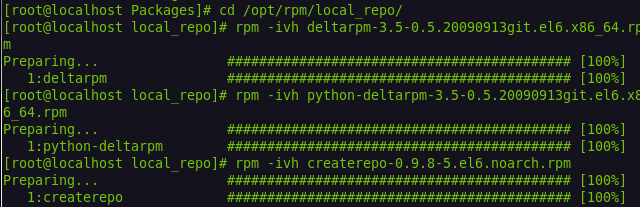 [root@localhost Packages]# cd /opt/rpm/local_repo/
[root@localhost local_repo]# rpm -ivh deltarpm-3.5-0.5.20090913git.el6.x86_64.rp
m
Preparing... ########################################### [100%]
1:deltarpm ########################################### [100%]
[root@localhost local_repo]# rpm -ivh python-deltarpm-3.5-0.5.20090913git.el6.x8
6_64.rpm
Preparing... ########################################### [100%]
1:python-deltarpm ########################################### [100%]
[root@localhost local_repo]# rpm -ivh createrepo-0.9.8-5.el6.noarch.rpm
Preparing... ########################################### [100%]
1:createrepo ########################################### [100%]